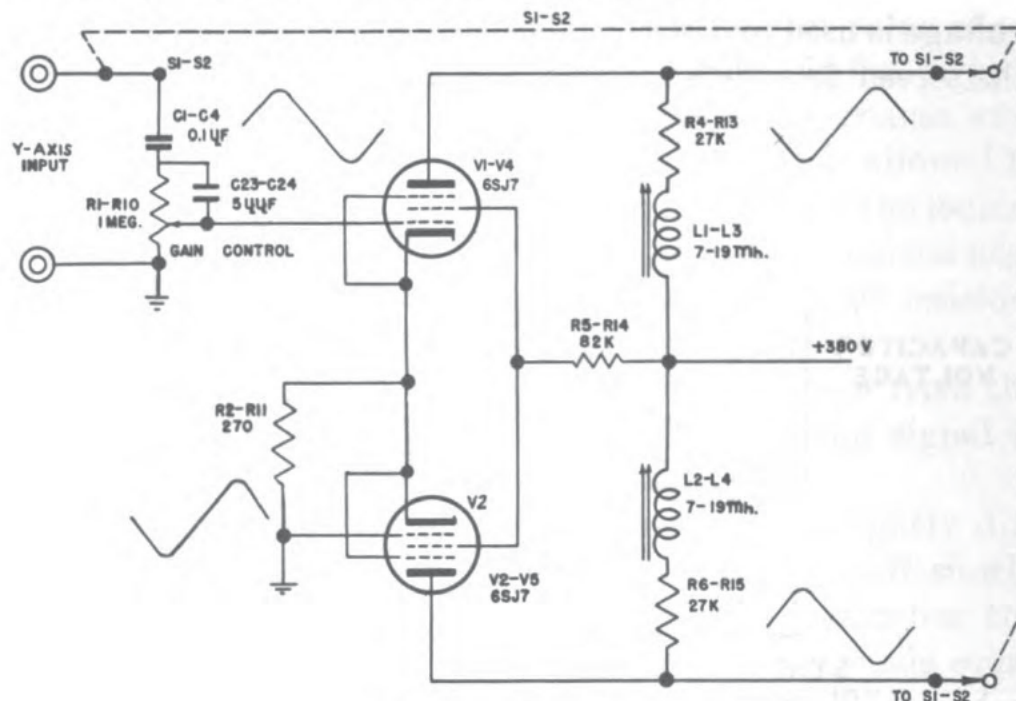 S1-S2
S1-S2
TO S1-S2
C1-C4
0.1µF
Y-AXIS
INPUT
C23-C24
5µµF
R1-R10
1 MEG.
GAIN CONTROL
V1-V4
6SJ7
R4-R13
27K
L1-L3
7-19mh.
R5-R14
82K
+380V
R2-R11
270
V2
V2-V5
6SJ7
L2-L4
7-19mh.
R6-R15
27K
TO S1-S2